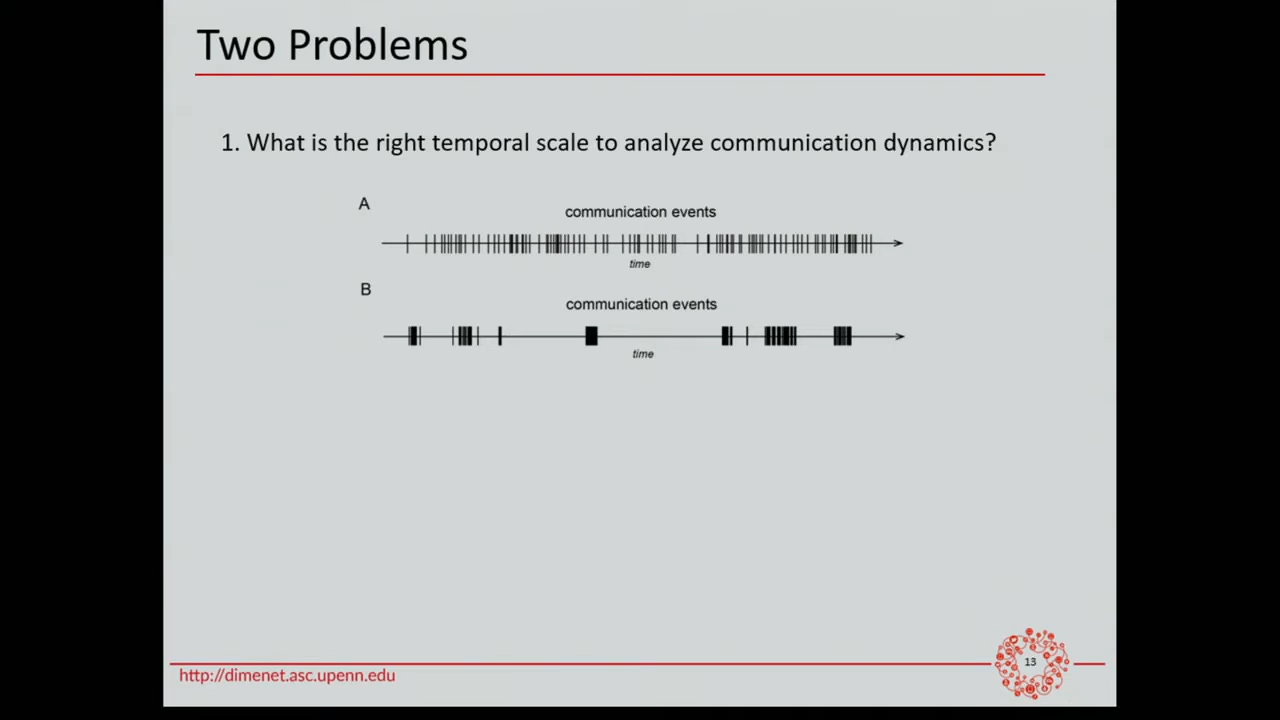 Two Problems
1. What is the right temporal scale to analyze communication dynamics?
A
communication events
time
B
communication events
time
http://dimenet.asc.upenn.edu
13